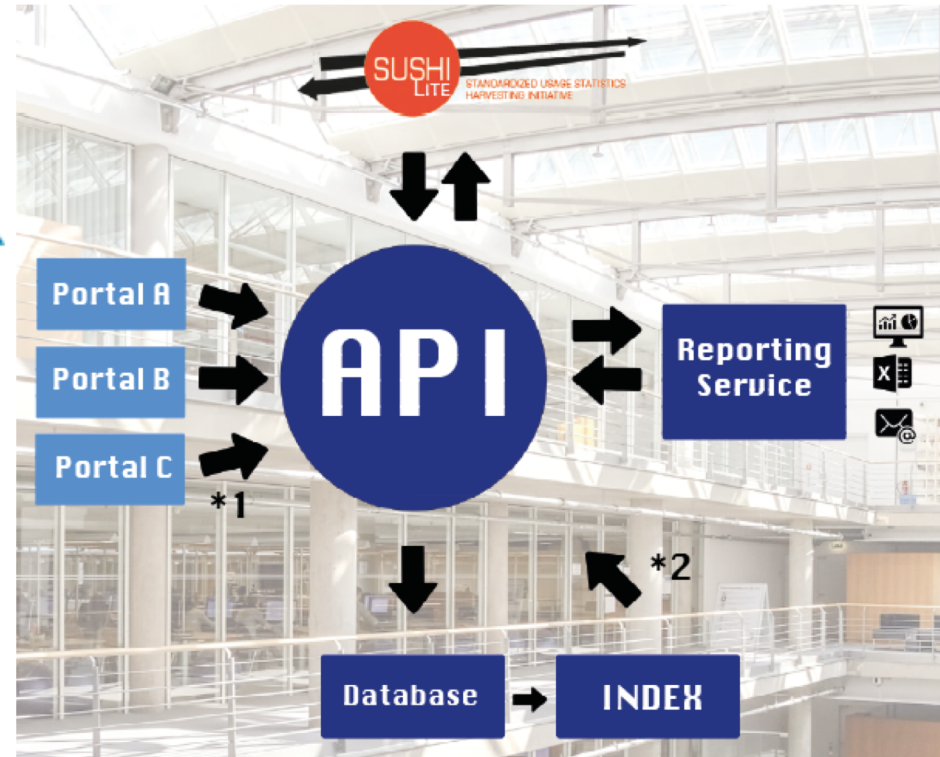 SUSHI
LITE
STANDARDIZED USAGE STATISTICS
HARVESTING INITIATIVE
Portal A
Portal B
Portal C
*1
API
Reporting
Service
X
@
*2
Database
INDEX